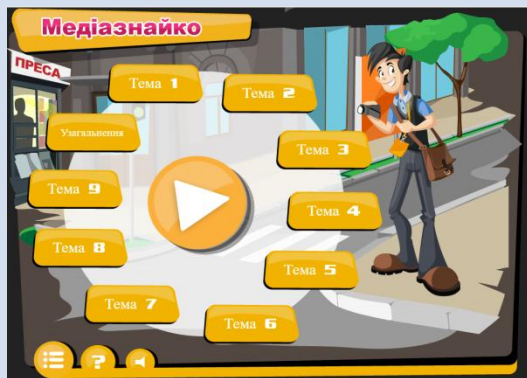 Медіазнайко
ПРЕСА
Тема 1
Тема 2
Тема 3
Тема 4
Тема 5
Тема 6
Тема 7
Тема 8
Тема 9
Узагальнення
?